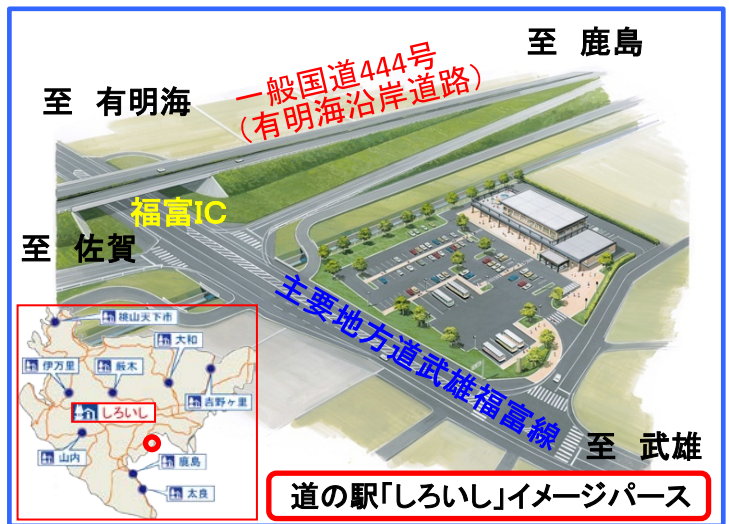 至 鹿島
一般国道444号
(有明海沿岸道路)
至 有明海
福富IC
至 佐賀
主要地方道武雄福富線
至 武雄
桃山天下市
大和
伊万里
厳木
吉野ヶ里
しろいし
山内
鹿島
太良
道の駅「しろいし」イメージパース